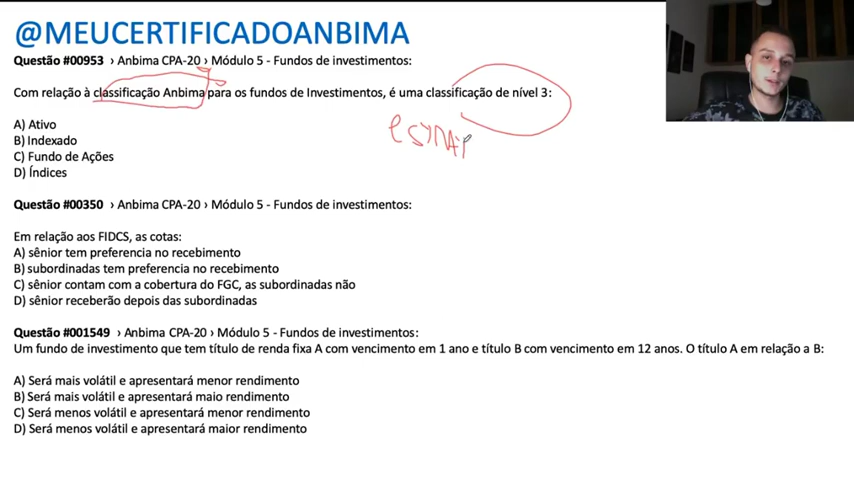 @MEUCERTIFICADOANBIMA
Questão #00953 › Anbima CPA-20 › Módulo 5 - Fundos de investimentos:
Com relação à classificação Anbima para os fundos de Investimentos, é uma classificação de nível 3:
A) Ativo
B) Indexado
C) Fundo de Ações
D) Índices
Questão #00350 › Anbima CPA-20 › Módulo 5 - Fundos de investimentos:
Em relação aos FIDCS, as cotas:
A) sênior tem preferencia no recebimento
B) subordinadas tem preferencia no recebimento
C) sênior contam com a cobertura do FGC, as subordinadas não
D) sênior receberão depois das subordinadas
Questão #001549 › Anbima CPA-20 › Módulo 5 - Fundos de investimentos:
Um fundo de investimento que tem título de renda fixa A com vencimento em 1 ano e título B com vencimento em 12 anos. O título A em relação a B:
A) Será mais volátil e apresentará menor rendimento
B) Será mais volátil e apresentará maio rendimento
C) Será menos volátil e apresentará menor rendimento
D) Será menos volátil e apresentará maior rendimento